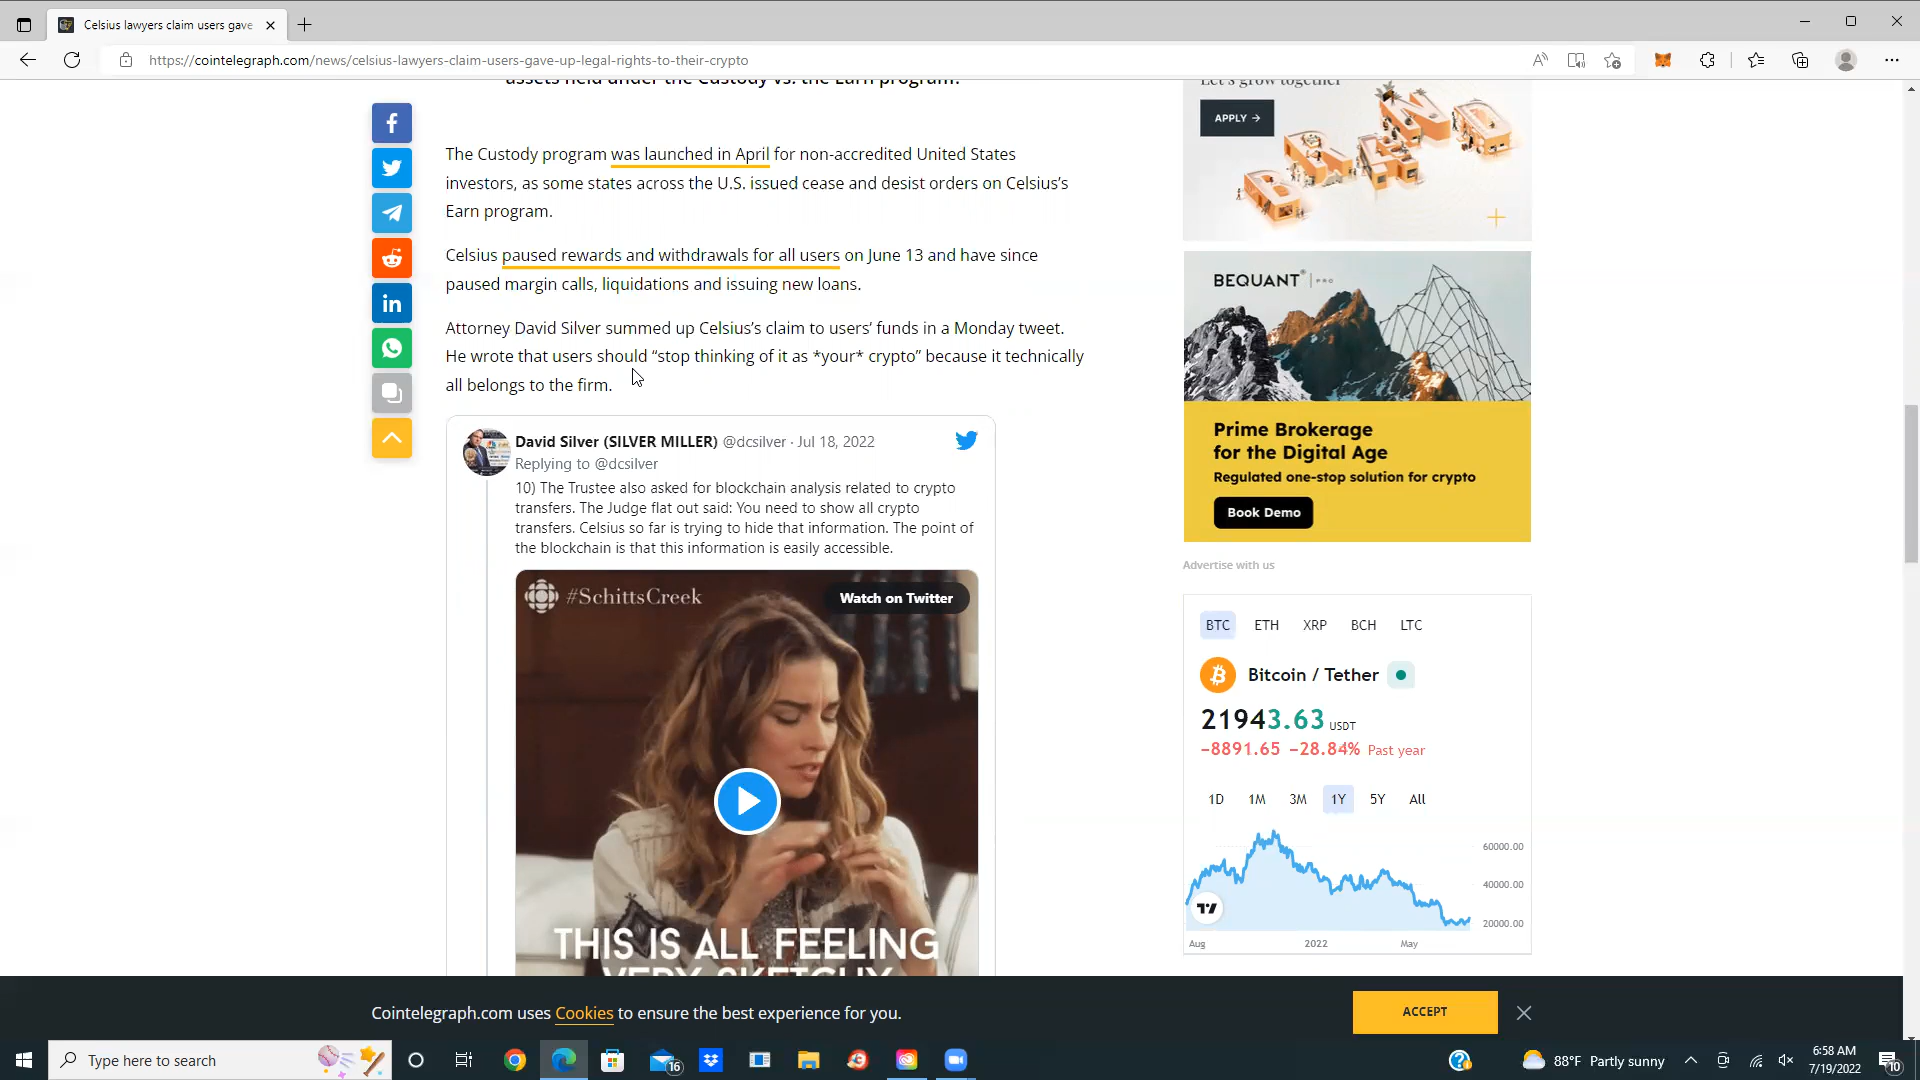 Celsius lawyers claim users gave
https://cointelegraph.com/news/celsius-lawyers-claim-users-gave-up-legal-rights-to-their-crypto
assets held under the Custody vs. the Earn program.
The Custody program was launched in April for non-accredited United States
investors, as some states across the U.S. issued cease and desist orders on Celsius's
Earn program.
Celsius paused rewards and withdrawals for all users on June 13 and have since
paused margin calls, liquidations and issuing new loans.
Attorney David Silver summed up Celsius's claim to users' funds in a Monday tweet.
He wrote that users should "stop thinking of it as *your* crypto" because it technically
all belongs to the firm.
David Silver (SILVER MILLER) @dcsilver · Jul 18, 2022
Replying to @dcsilver
10) The Trustee also asked for blockchain analysis related to crypto
transfers. The Judge flat out said: You need to show all crypto
transfers. Celsius so far is trying to hide that information. The point of
the blockchain is that this information is easily accessible.
#SchittsCreek
Watch on Twitter
THIS IS ALL FEELING
VERY SKETCHY
Let's grow together
APPLY →
BEQUANT PRO
Prime Brokerage
for the Digital Age
Regulated one-stop solution for crypto
Book Demo
Advertise with us
BTC ETH XRP BCH LTC
Bitcoin / Tether
21943.63 USDT
−8891.65 −28.84% Past year
1D 1M 3M 1Y 5Y All
60000.00
40000.00
20000.00
Aug 2022 May
Cointelegraph.com uses Cookies to ensure the best experience for you.
ACCEPT
Type here to search
16
88°F Partly sunny
6:58 AM
7/19/2022
10